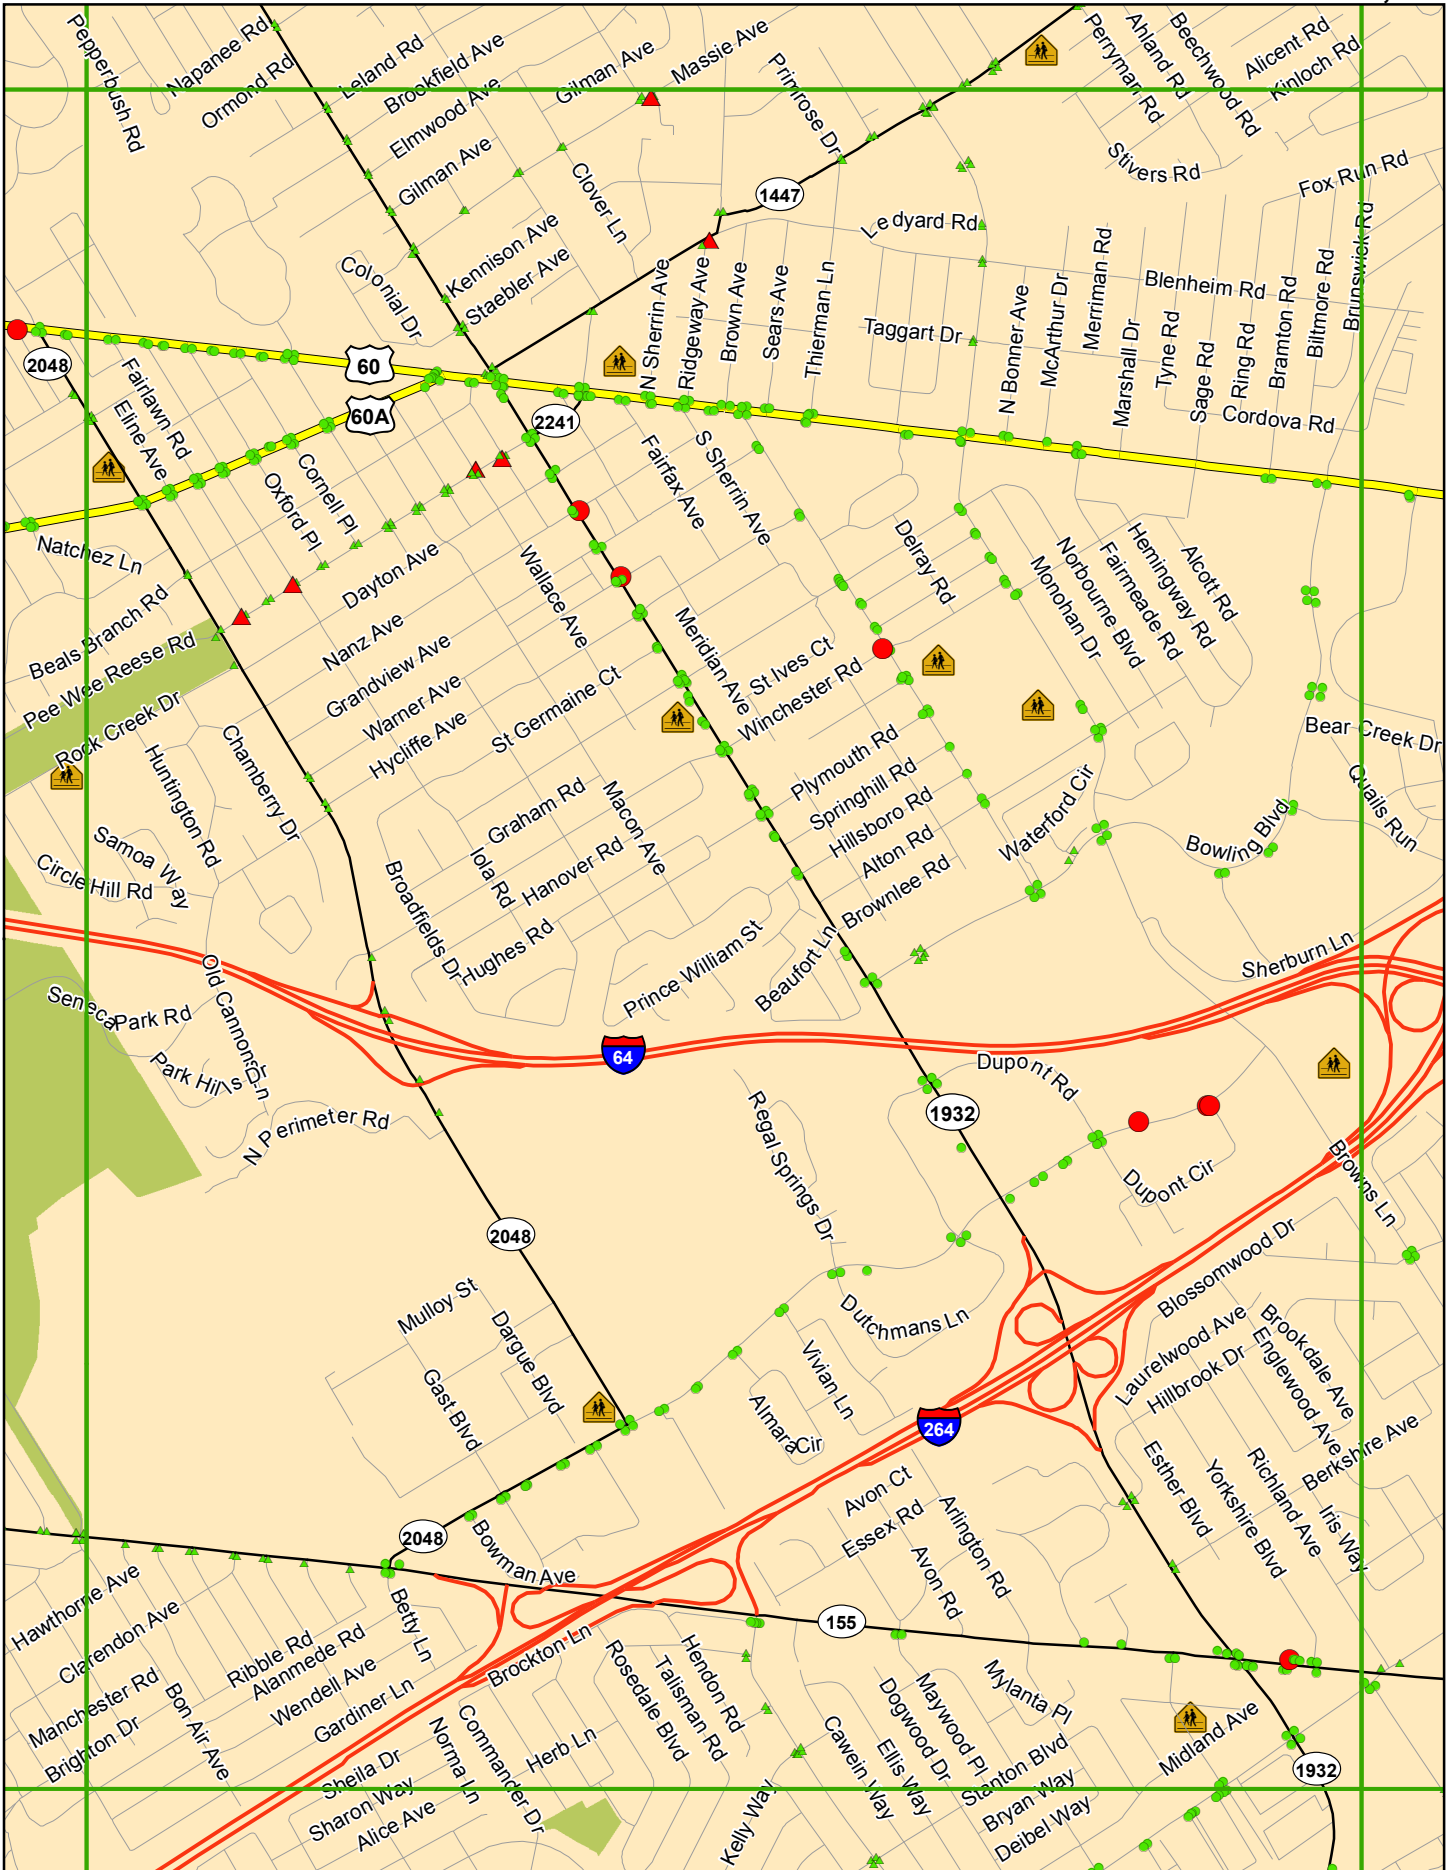 Pepperbush Rd
Napanee Rd
Ormond Rd
Leland Rd
Brookfield Ave
Elmwood Ave
Gilman Ave
Gilman Ave
Massie Ave
Primrose Dr
Perryman Rd
Ahland Rd
Beechwood Rd
Alicent Rd
Kinloch Rd
Stivers Rd
Fox Run Rd
Clover Ln
1447
Ledyard Rd
Colonial Dr
Kennison Ave
Staebler Ave
N Sherrin Ave
Ridgeway Ave
Brown Ave
Sears Ave
Thierman Ln
Taggart Dr
N Bonner Ave
McArthur Dr
Merriman Rd
Marshall Dr
Blenheim Rd
Tyne Rd
Sage Rd
Ring Rd
Bramton Rd
Biltmore Rd
Brunswick Rd
Cordova Rd
2048
60
60A
2241
Fairlawn Rd
Eline Ave
Cornell Pl
Oxford Pl
Fairfax Ave
S Sherrin Ave
Delray Rd
Monohan Dr
Norbourne Blvd
Fairmeade Rd
Hemingway Rd
Alcott Rd
Natchez Ln
Beals Branch Rd
Pee Wee Reese Rd
Rock Creek Dr
Dayton Ave
Nanz Ave
Grandview Ave
Warner Ave
Hycliffe Ave
Wallace Ave
St Germaine Ct
Meridian Ave
St Ives Ct
Winchester Rd
Plymouth Rd
Springhill Rd
Hillsboro Rd
Alton Rd
Brownlee Rd
Waterford Cir
Bear Creek Dr
Quails Run
Bowling Blvd
Huntington Rd
Chamberry Dr
Samoa Way
Circle Hill Rd
Graham Rd
Iola Rd
Hanover Rd
Macon Ave
Broadfields Dr
Hughes Rd
Prince William St
Beaufort Ln
Sherburn Ln
Old Cannons Ln
Seneca Park Rd
Park Hills Dr
N Perimeter Rd
64
Dupont Rd
1932
Regal Springs Dr
Dupont Cir
Browns Ln
2048
Mulloy St
Dargue Blvd
Gast Blvd
Dutchmans Ln
Vivian Ln
Almara Cir
Blossomwood Dr
Laurelwood Ave
Hillbrook Dr
Brookdale Ave
Englewood Ave
Berkshire Ave
264
Esther Blvd
Yorkshire Blvd
Richland Ave
Iris Way
Avon Ct
Essex Rd
Arlington Rd
Avon Rd
2048
Bowman Ave
155
Hawthorne Ave
Clarendon Ave
Manchester Rd
Brighton Dr
Betty Ln
Ribble Rd
Alanmede Rd
Wendell Ave
Gardiner Ln
Bon Air Ave
Brockton Ln
Rosedale Blvd
Talisman Rd
Hendon Rd
Commander Dr
Norma Ln
Herb Ln
Sheila Dr
Sharon Way
Alice Ave
Kelly Way
Cawein Way
Ellis Way
Dogwood Dr
Maywood Pl
Mylanta Pl
Stanton Blvd
Bryan Way
Deibel Way
Midland Ave
1932